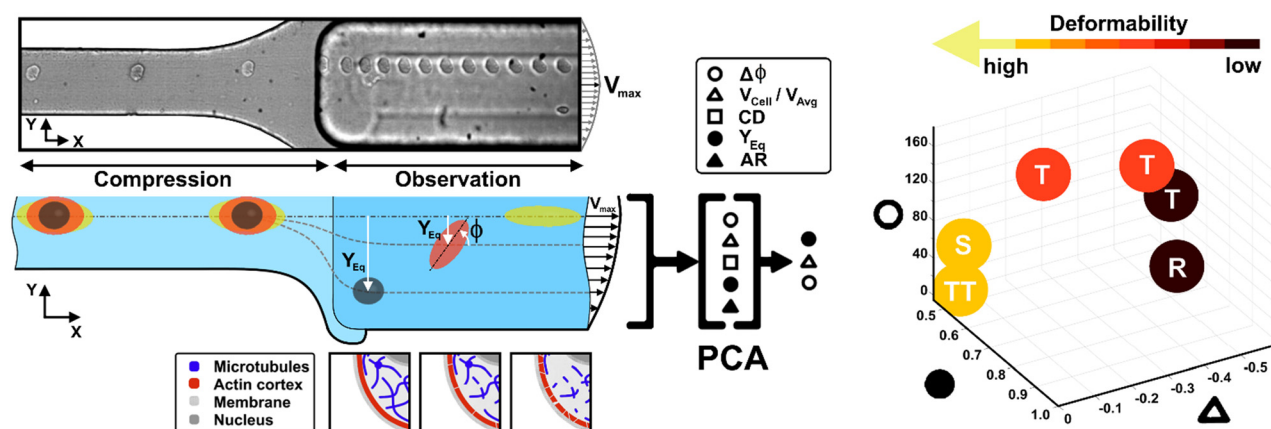 V_max
Y
X
Compression
Observation
V_max
Y_Eq
Y_Eq
ϕ
Y
X
Microtubules
Actin cortex
Membrane
Nucleus
Δϕ
V_Cell / V_Avg
CD
Y_Eq
AR
PCA
Deformability
high
low
160
120
80
40
0
0.5
0.6
0.7
0.8
0.9
1.0
0
-0.1
-0.2
-0.3
-0.4
-0.5
T
T
T
S
TT
R